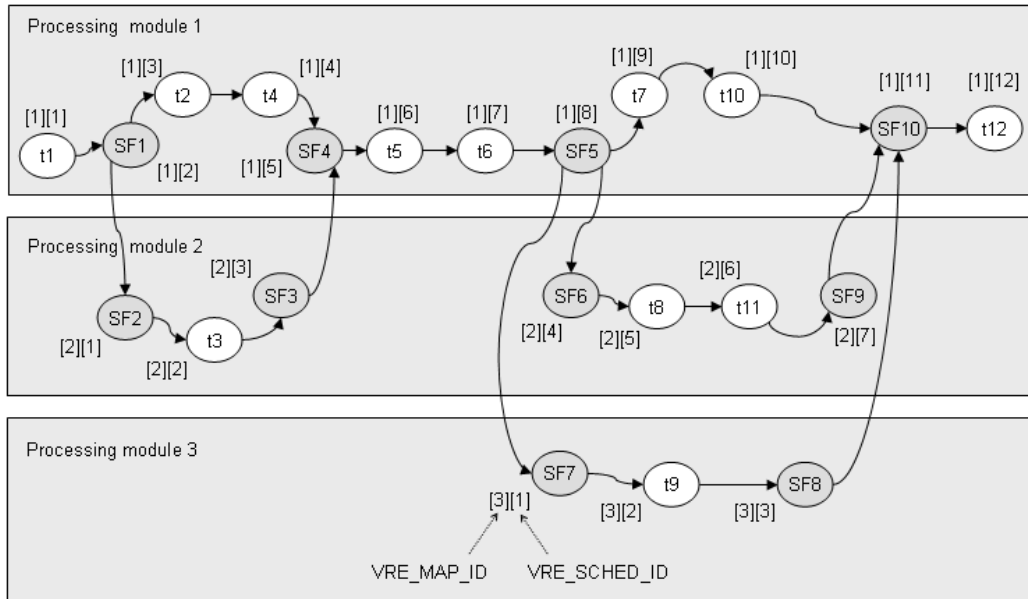 Processing module 1
[1][9]
[1][10]
[1][3]
[1][4]
[1][11]
[1][12]
t2
t4
t7
t10
[1][1]
[1][6]
[1][7]
[1][8]
SF10
t12
t1
SF1
SF4
t5
t6
SF5
[1][2]
[1][5]
Processing module 2
[2][3]
[2][6]
SF3
SF6
SF9
SF2
t3
t8
t11
[2][1]
[2][2]
[2][4]
[2][5]
[2][7]
Processing module 3
SF7
t9
SF8
[3][1]
[3][2]
[3][3]
VRE_MAP_ID
VRE_SCHED_ID